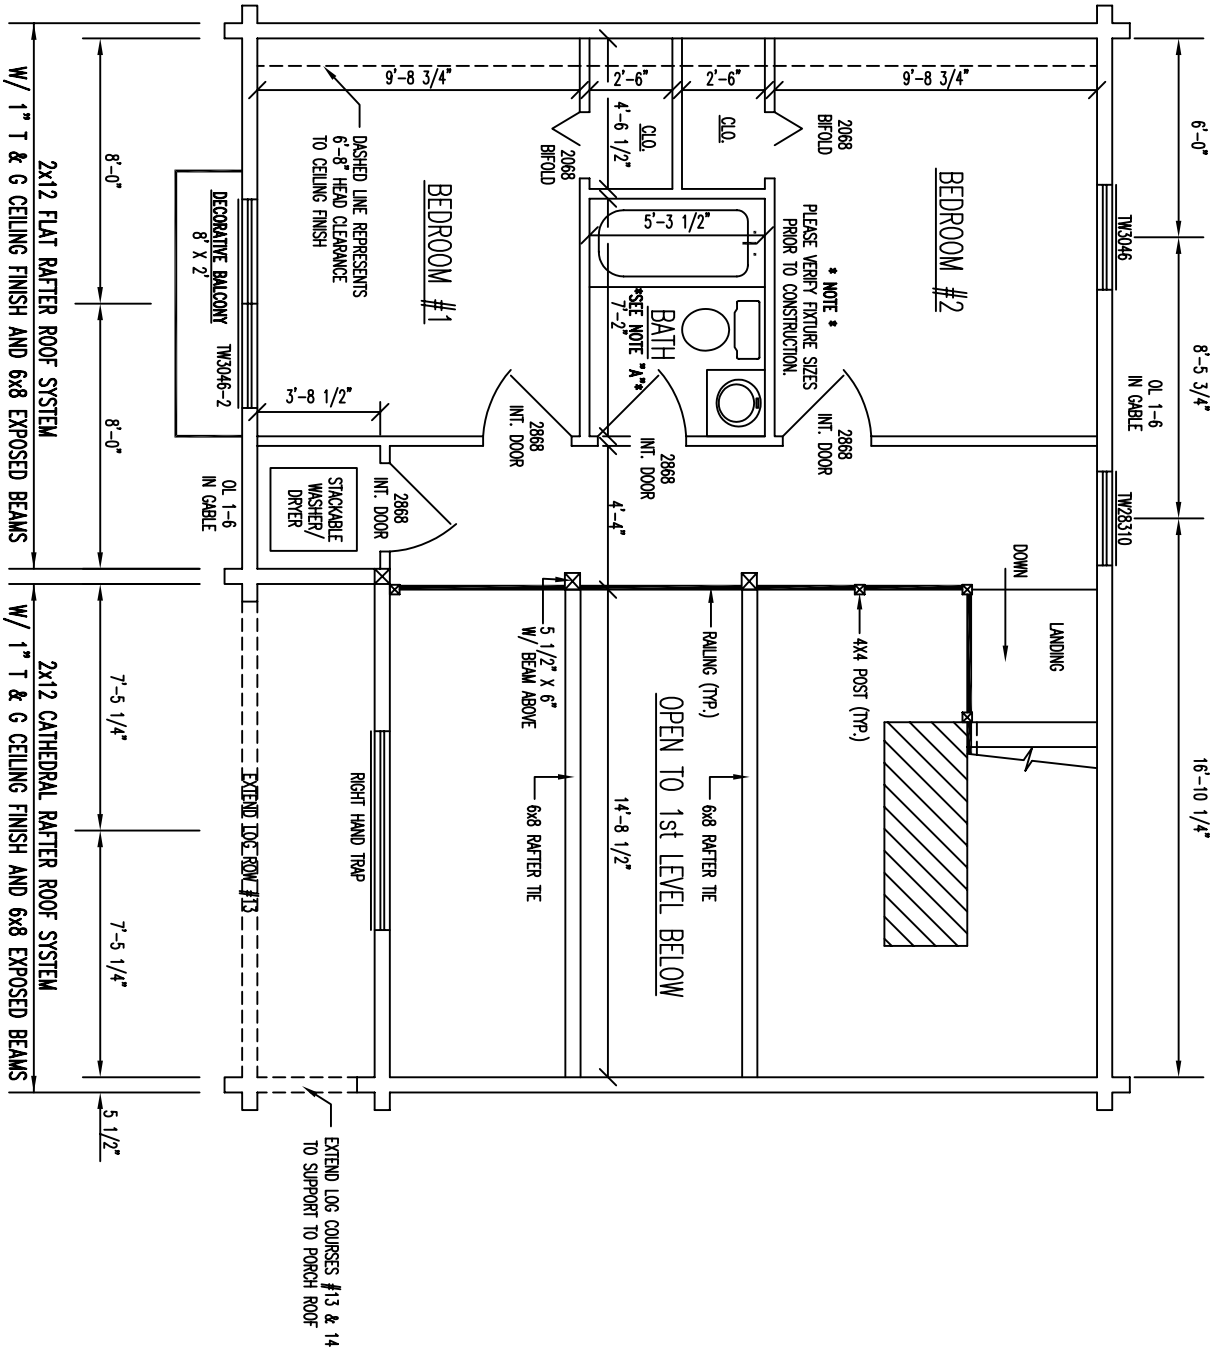 6'-0"
8'-5 3/4"
16'-10 1/4"
TW3046
OL 1-6
IN GABLE
TW28310
9'-8 3/4"
2'-6"
2'-6"
9'-8 3/4"
2068
BIFOLD
CLO.
CLO.
4'-6 1/2"
2068
BIFOLD
BEDROOM #2
* NOTE *
PLEASE VERIFY FIXTURE SIZES
PRIOR TO CONSTRUCTION.
5'-3 1/2"
BATH
*SEE NOTE "A"*
7'-2"
BEDROOM #1
DASHED LINE REPRESENTS
6'-8" HEAD CLEARANCE
TO CEILING FINISH
2868
INT. DOOR
2868
INT. DOOR
2868
INT. DOOR
2868
INT. DOOR
3'-8 1/2"
STACKABLE
WASHER/
DRYER
4'-4"
DOWN
LANDING
4X4 POST (TYP.)
RAILING (TYP.)
5 1/2" X 6"
W/ BEAM ABOVE
OPEN TO 1st LEVEL BELOW
6x8 RAFTER TIE
6x8 RAFTER TIE
14'-8 1/2"
RIGHT HAND TRAP
EXTEND LOG ROW #13
EXTEND LOG COURSES #13 & 14
TO SUPPORT TO PORCH ROOF
DECORATIVE BALCONY
8' X 2'
TW3046-2
OL 1-6
IN GABLE
8'-0"
8'-0"
7'-5 1/4"
7'-5 1/4"
5 1/2"
2x12 FLAT RAFTER ROOF SYSTEM
W/ 1" T & G CEILING FINISH AND 6x8 EXPOSED BEAMS
2x12 CATHEDRAL RAFTER ROOF SYSTEM
W/ 1" T & G CEILING FINISH AND 6x8 EXPOSED BEAMS